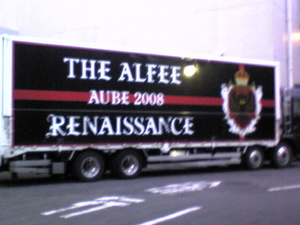 THE ALFEE
AUBE 2008
RENAISSANCE